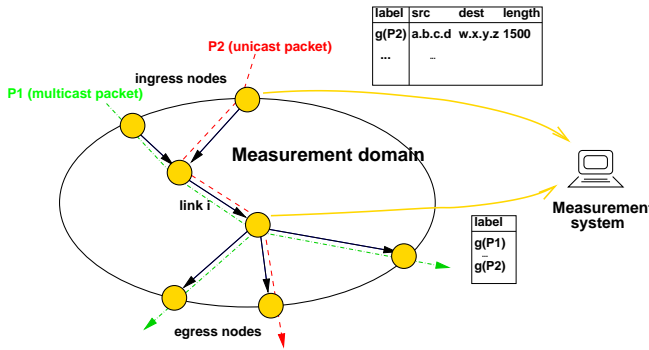 label src dest length
g(P2) a.b.c.d w.x.y.z 1500
... ...
P2 (unicast packet)
ingress nodes
P1 (multicast packet)
Measurement domain
link i
Measurement
system
label
g(P1)
...
g(P2)
egress nodes